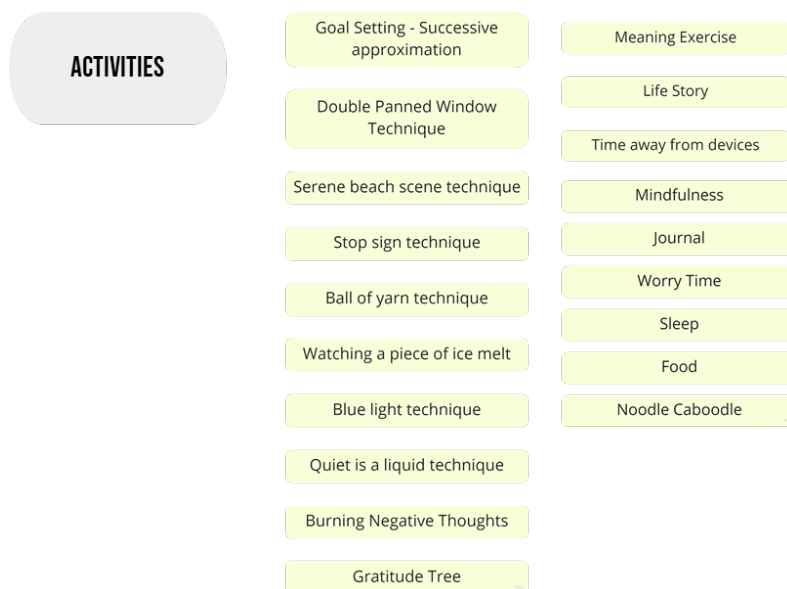 ACTIVITIES
Goal Setting - Successive
approximation
Double Panned Window
Technique
Serene beach scene technique
Stop sign technique
Ball of yarn technique
Watching a piece of ice melt
Blue light technique
Quiet is a liquid technique
Burning Negative Thoughts
Gratitude Tree
Meaning Exercise
Life Story
Time away from devices
Mindfulness
Journal
Worry Time
Sleep
Food
Noodle Caboodle